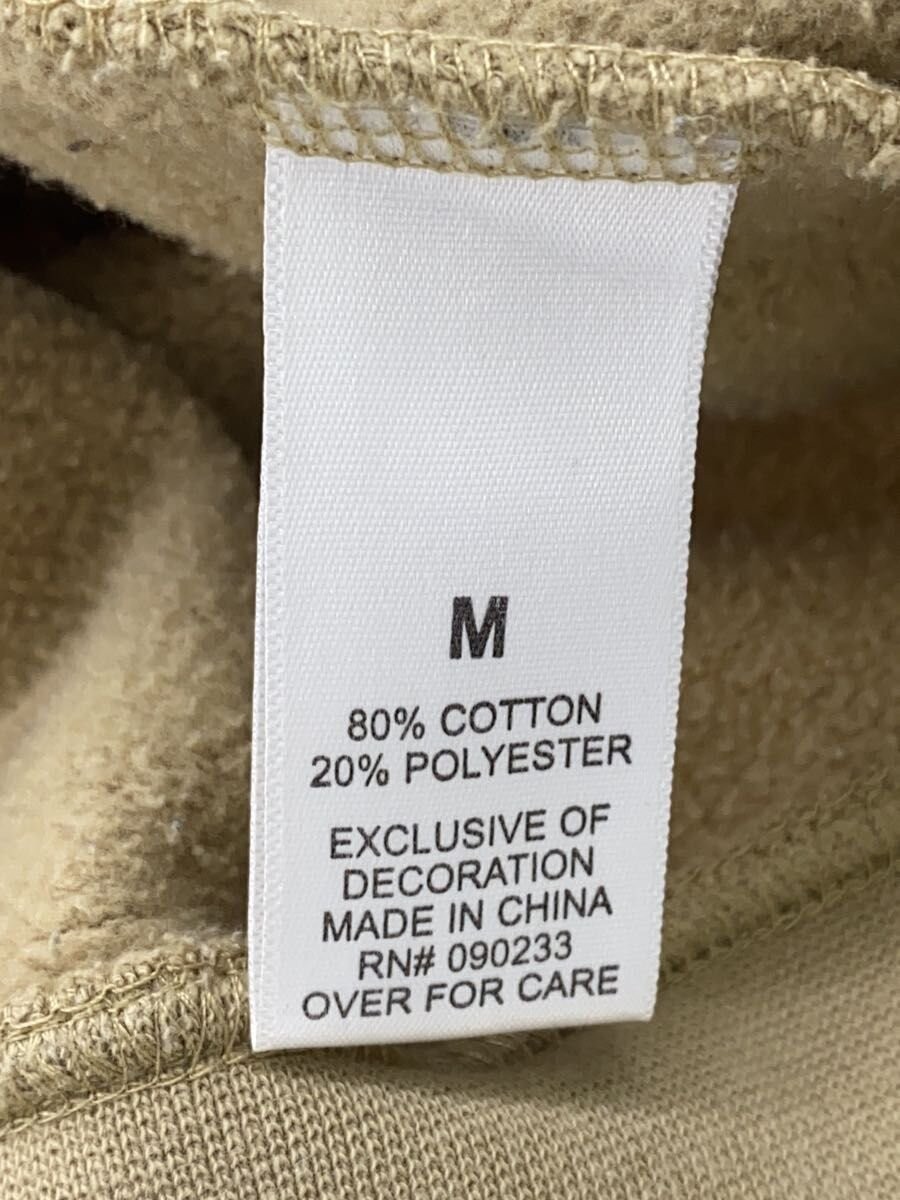 M
80% COTTON
20% POLYESTER
EXCLUSIVE OF
DECORATION
MADE IN CHINA
RN# 090233
OVER FOR CARE